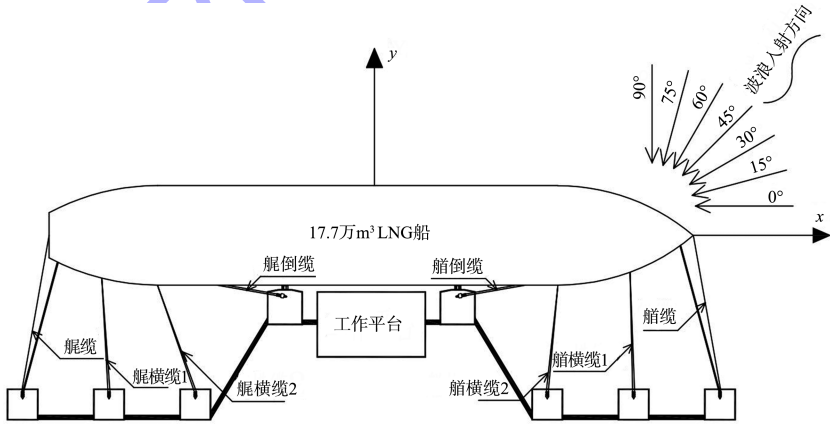 y
90°
75°
60°
45°
30°
15°
0°
波浪入射方向
x
17.7万m³ LNG船
艉倒缆
艏倒缆
工作平台
艉缆
艉横缆1
艉横缆2
艏横缆2
艏横缆1
艏缆